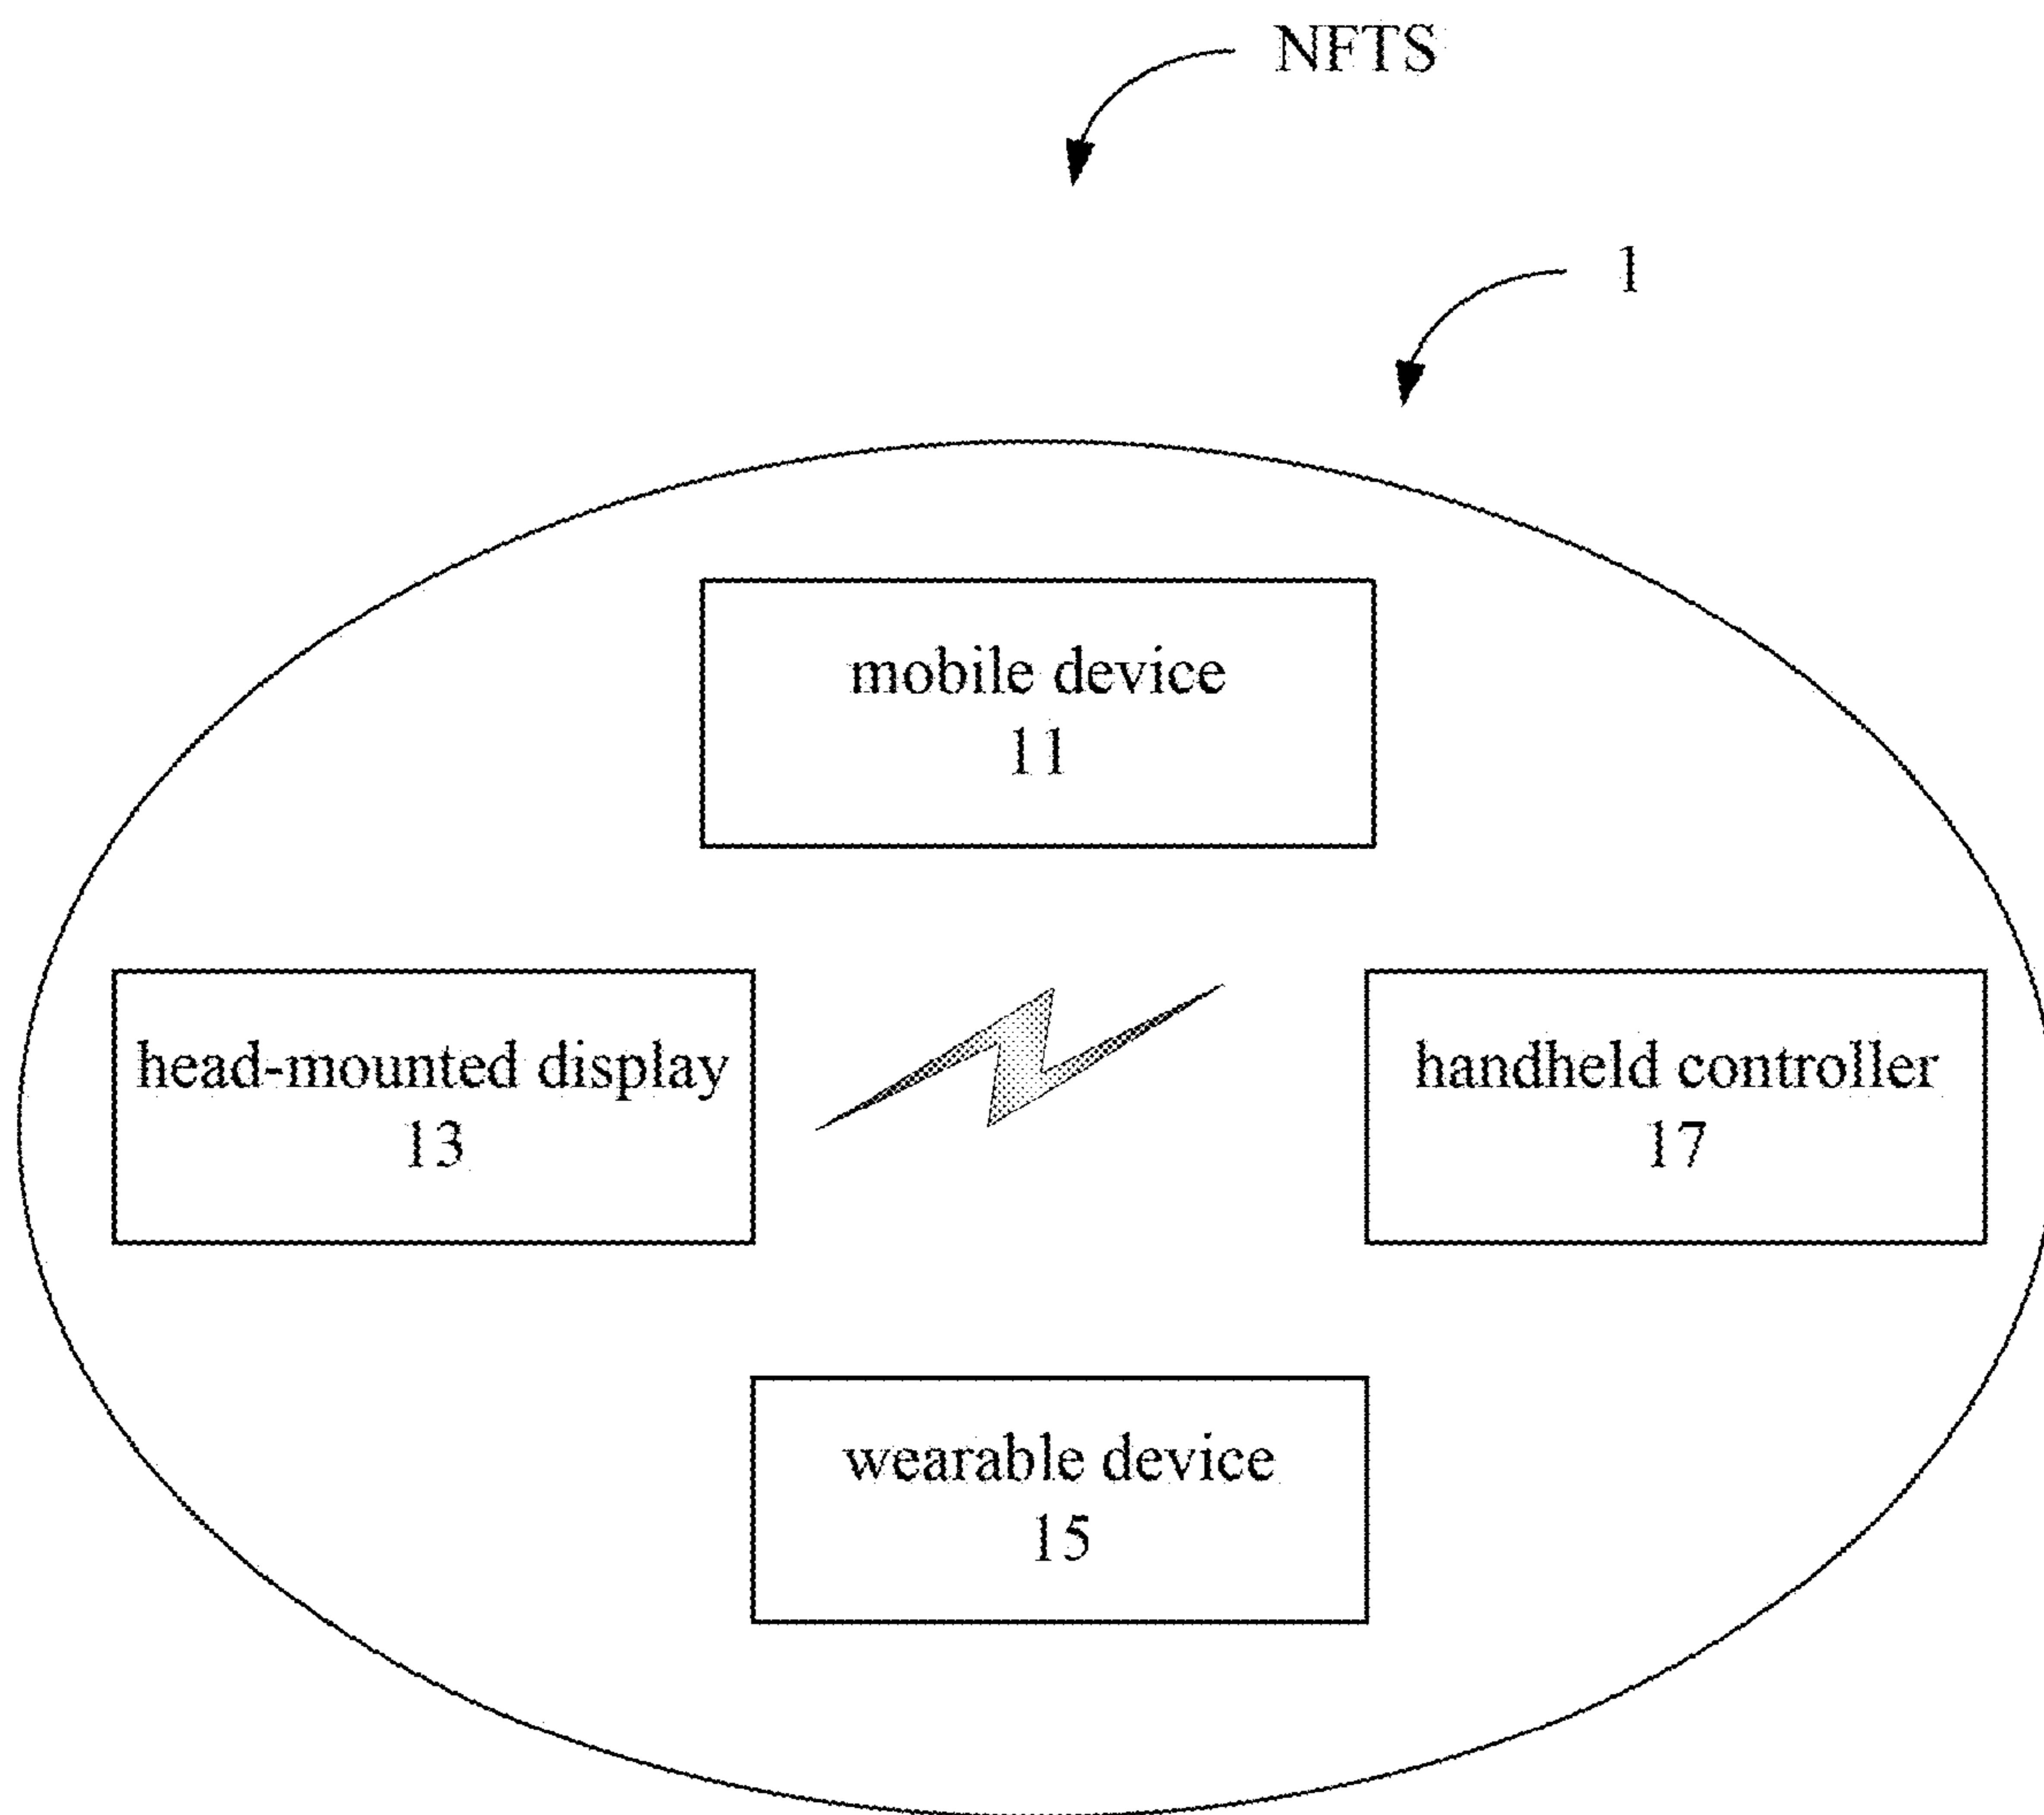 NFTS
1
mobile device
11
head-mounted display
13
handheld controller
17
wearable device
15